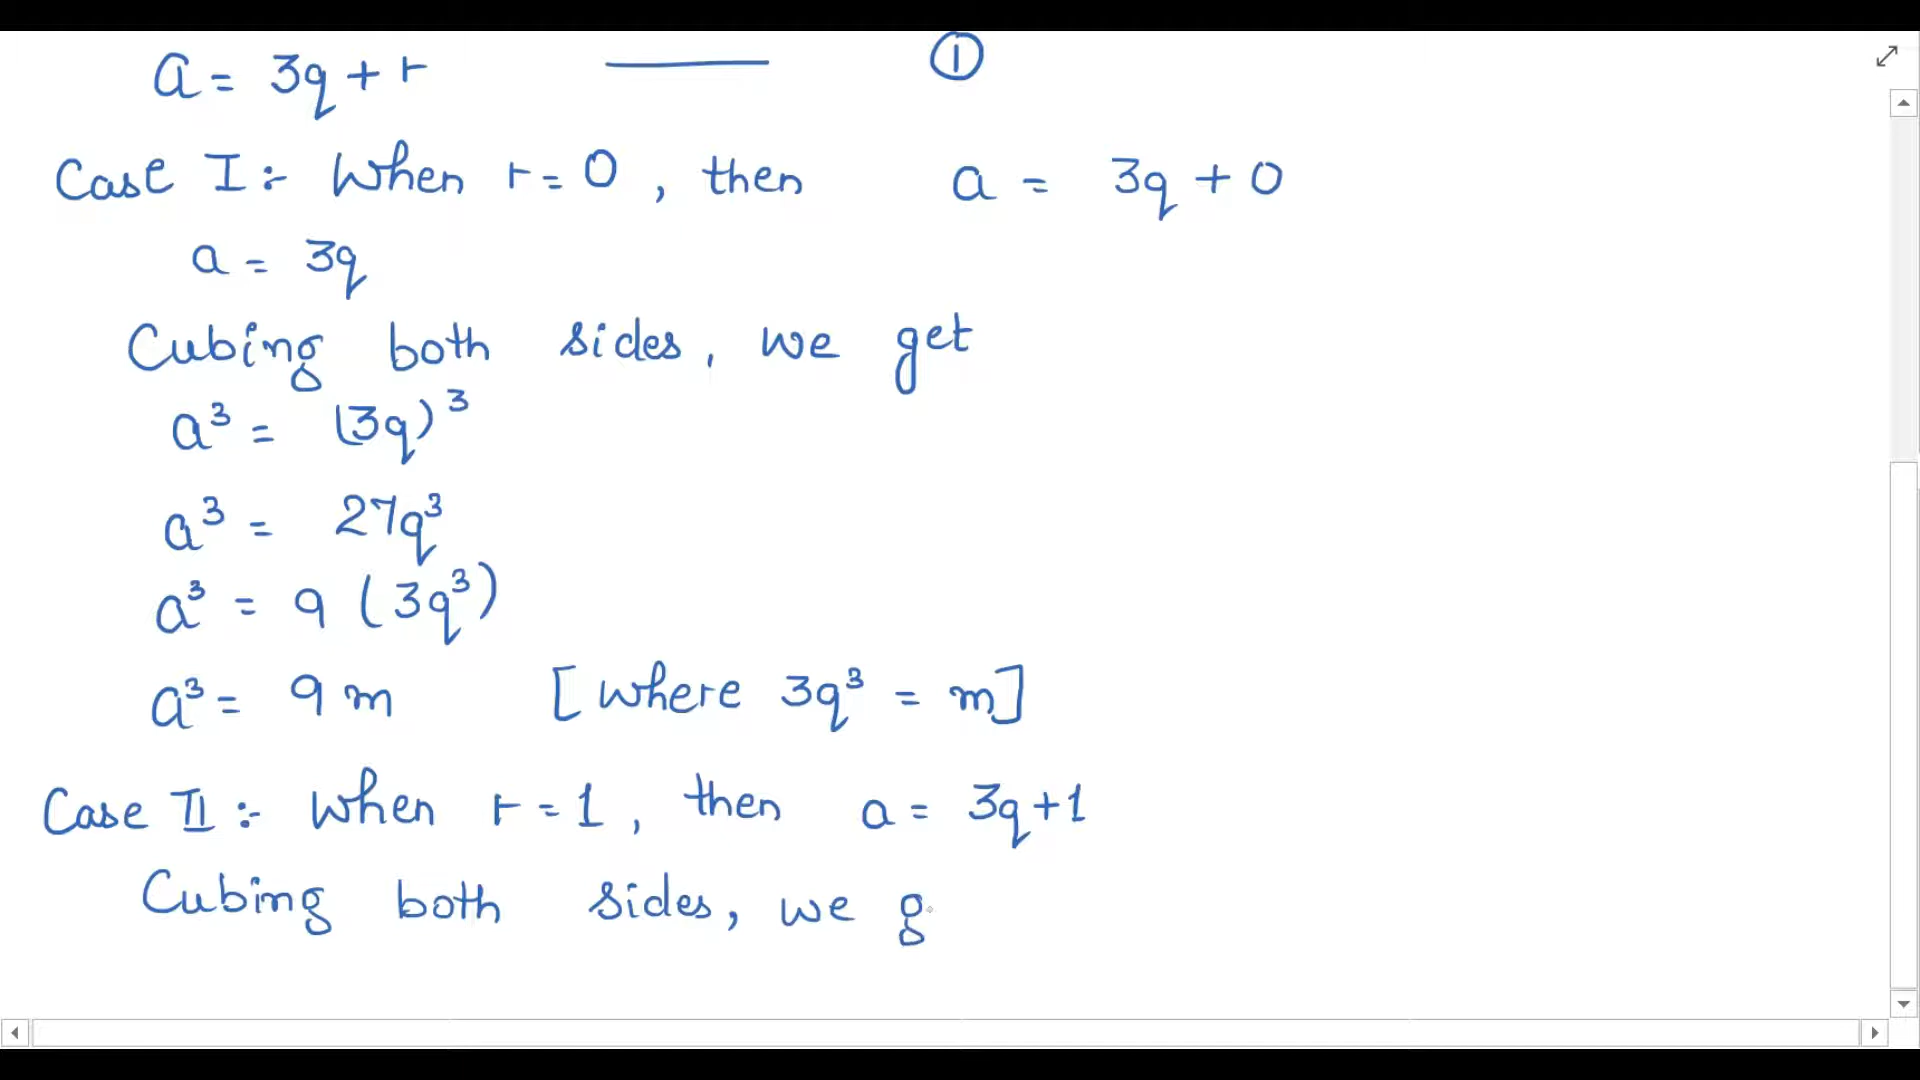 a = 3q + r ——— ①
Case I :- When r = 0 , then a = 3q + 0
a = 3q
Cubing both sides, we get
a³ = (3q)³
a³ = 27q³
a³ = 9 (3q³)
a³ = 9 m [where 3q³ = m]
Case II :- When r = 1 , then a = 3q + 1
Cubing both sides, we g